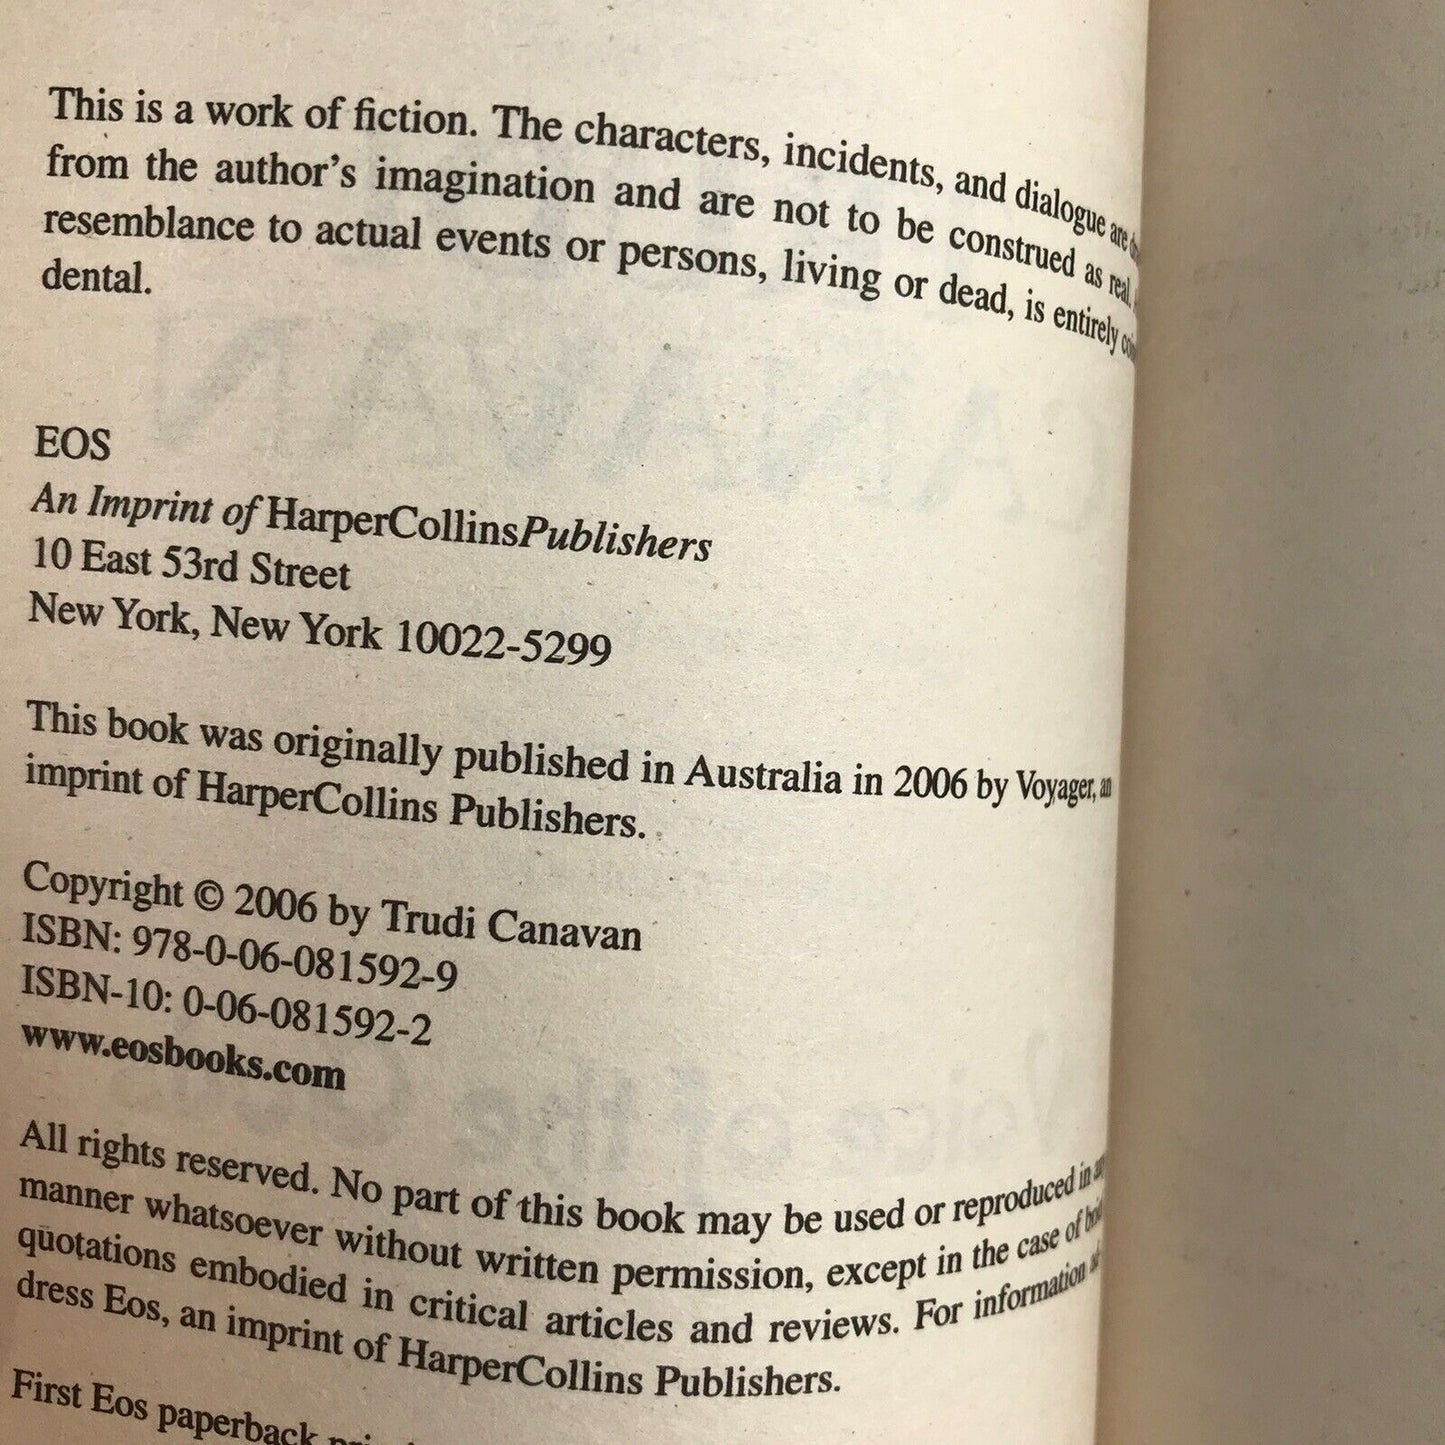 This is a work of fiction. The characters, incidents, and dialogue are
from the author's imagination and are not to be construed as real.
resemblance to actual events or persons, living or dead, is entirely
dental.
EOS
An Imprint of HarperCollinsPublishers
10 East 53rd Street
New York, New York 10022-5299
This book was originally published in Australia in 2006 by Voyager, an
imprint of HarperCollins Publishers.
Copyright © 2006 by Trudi Canavan
ISBN: 978-0-06-081592-9
ISBN-10: 0-06-081592-2
www.eosbooks.com
All rights reserved. No part of this book may be used or reproduced in any
manner whatsoever without written permission, except in the case of
quotations embodied in critical articles and reviews. For information
dress Eos, an imprint of HarperCollins Publishers.
First Eos paperback